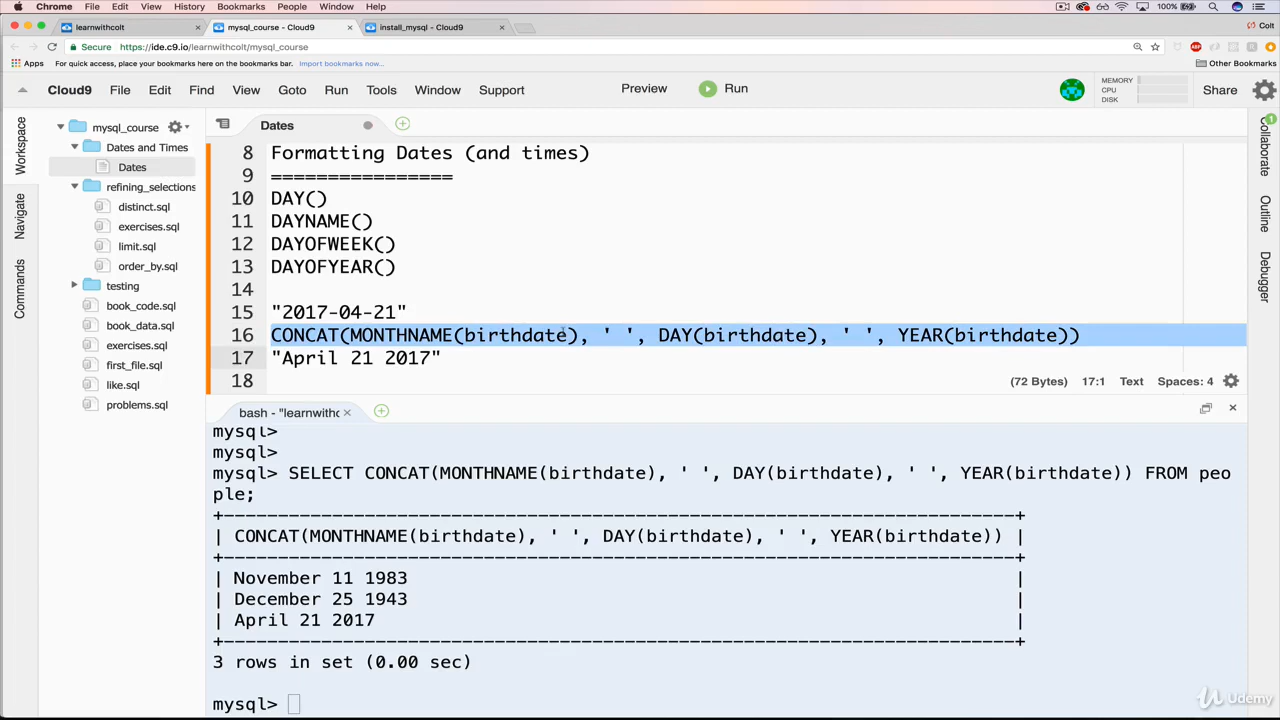 Chrome File Edit View History Bookmarks People Window Help 100%
learnwithcolt mysql_course - Cloud9 install_mysql - Cloud9 Colt
Secure https://ide.c9.io/learnwithcolt/mysql_course
Apps For quick access, place your bookmarks here on the bookmarks bar. Import bookmarks now... Other Bookmarks
Cloud9 File Edit Find View Goto Run Tools Window Support Preview Run MEMORY CPU DISK Share
Workspace
Navigate
Commands
mysql_course
Dates and Times
Dates
refining_selections
distinct.sql
exercises.sql
limit.sql
order_by.sql
testing
book_code.sql
book_data.sql
exercises.sql
first_file.sql
like.sql
problems.sql
Dates
8 Formatting Dates (and times)
9 ================
10 DAY()
11 DAYNAME()
12 DAYOFWEEK()
13 DAYOFYEAR()
14
15 "2017-04-21"
16 CONCAT(MONTHNAME(birthdate), ' ', DAY(birthdate), ' ', YEAR(birthdate))
17 "April 21 2017"
18
(72 Bytes) 17:1 Text Spaces: 4
Collaborate
1
Outline
Debugger
bash - "learnwithc
mysql>
mysql>
mysql> SELECT CONCAT(MONTHNAME(birthdate), ' ', DAY(birthdate), ' ', YEAR(birthdate)) FROM peo
ple;
+-----------------------------------------------------------------------+
| CONCAT(MONTHNAME(birthdate), ' ', DAY(birthdate), ' ', YEAR(birthdate)) |
+-----------------------------------------------------------------------+
| November 11 1983 |
| December 25 1943 |
| April 21 2017 |
+-----------------------------------------------------------------------+
3 rows in set (0.00 sec)
mysql>
Udemy